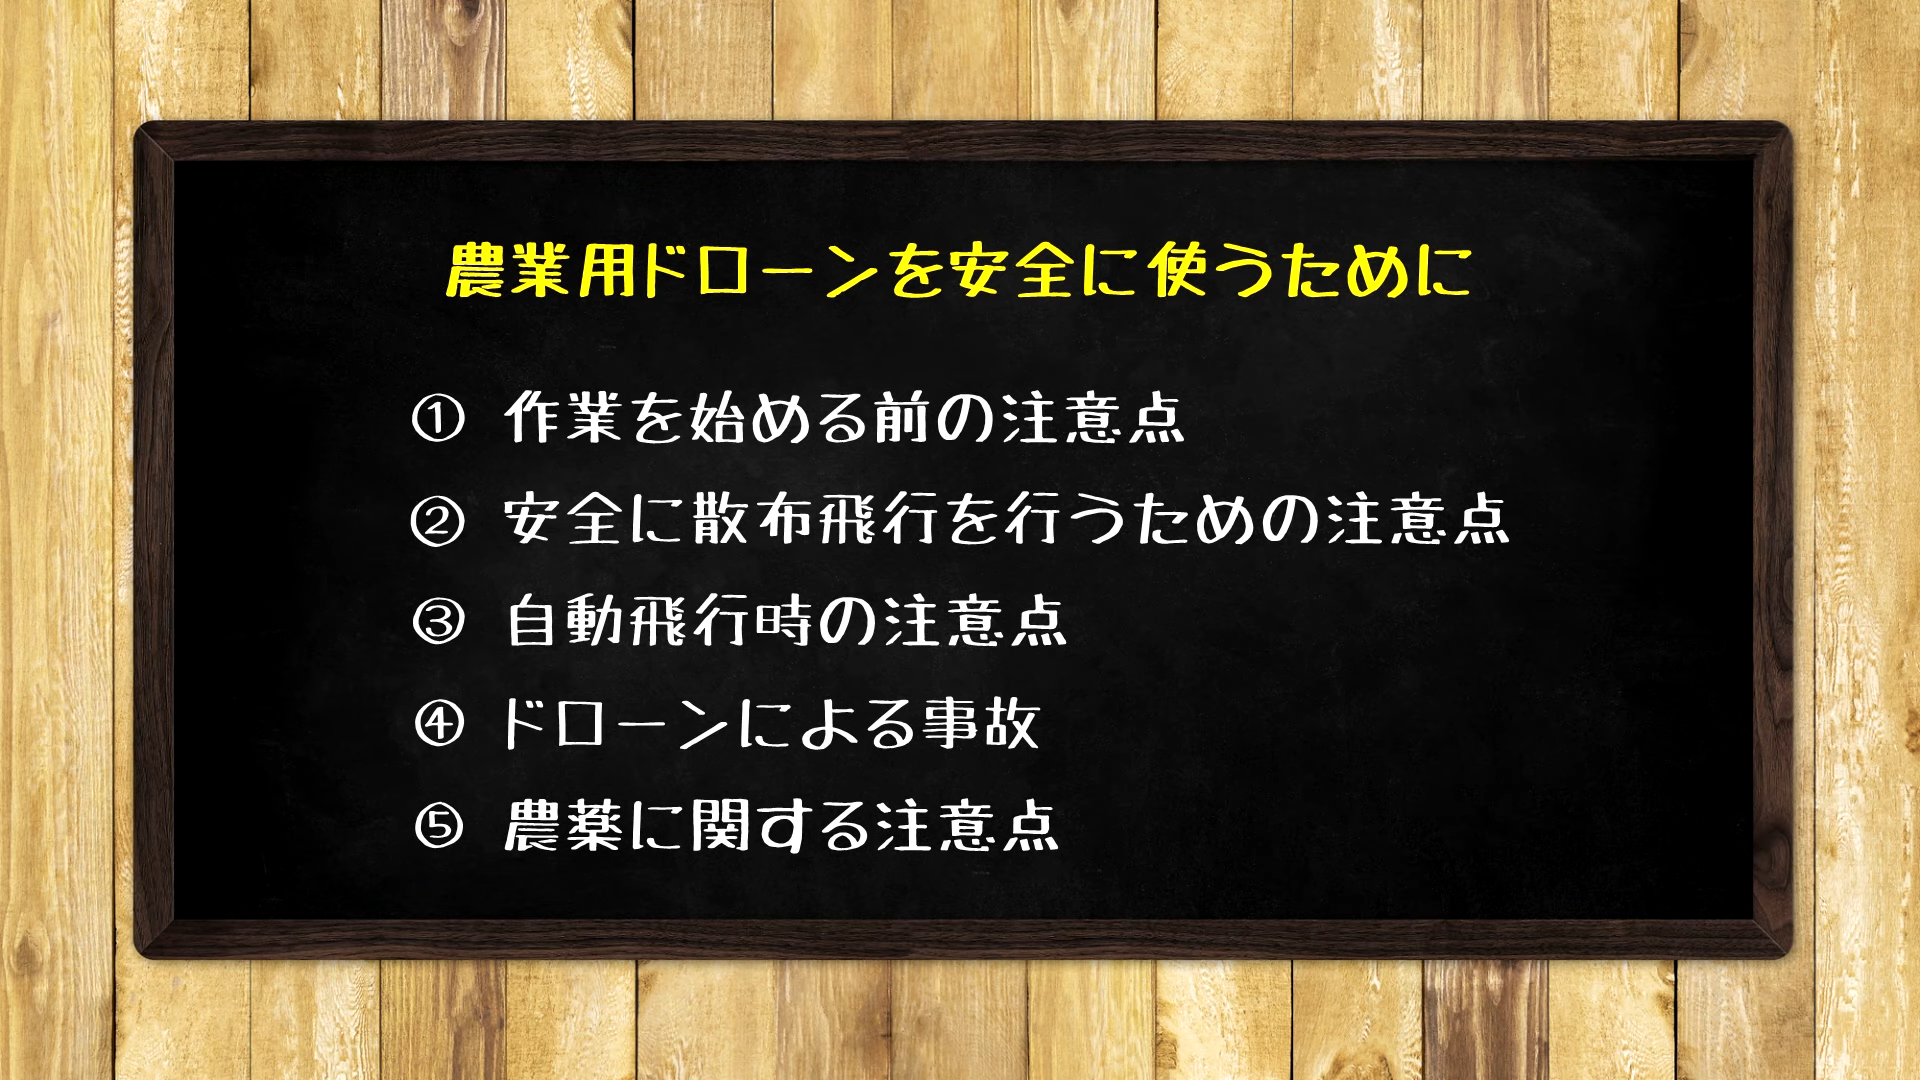 農業用ドローンを安全に使うために
① 作業を始める前の注意点
② 安全に散布飛行を行うための注意点
③ 自動飛行時の注意点
④ ドローンによる事故
⑤ 農薬に関する注意点